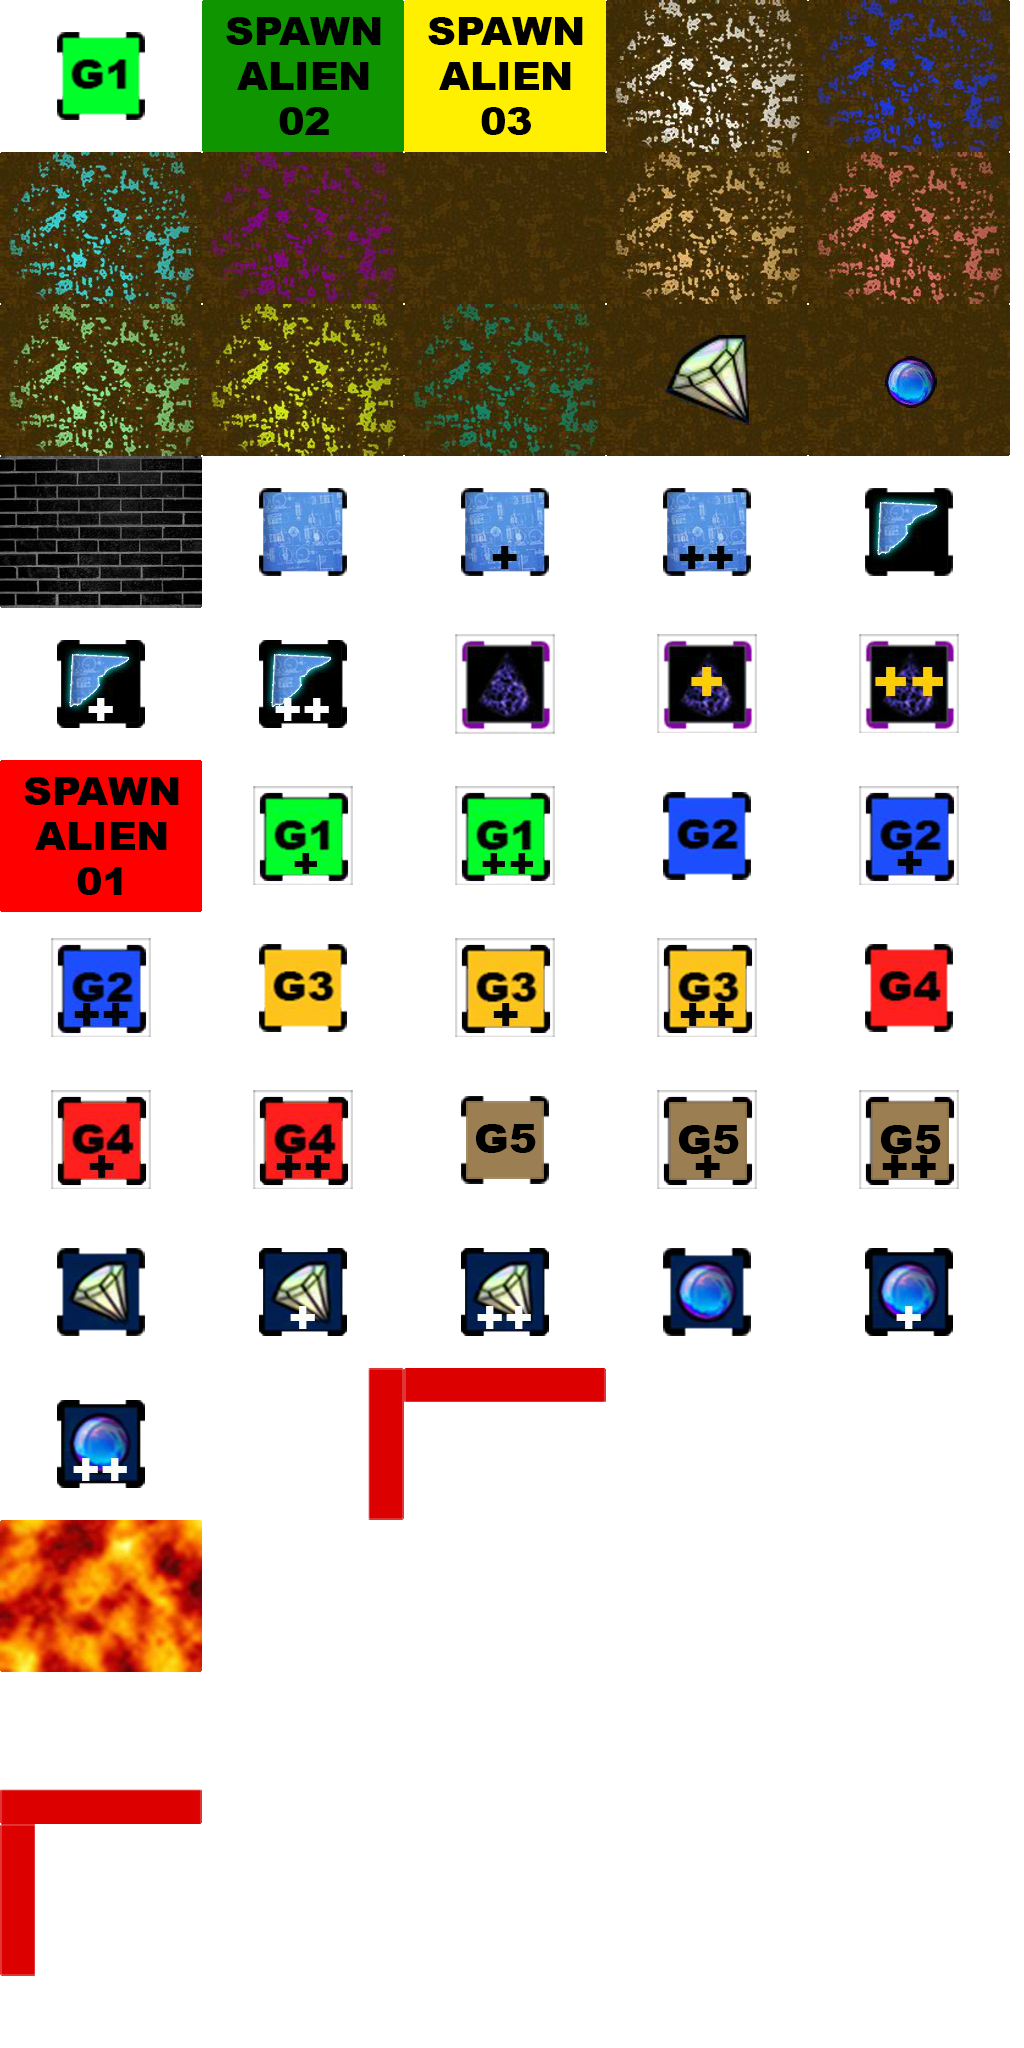 G1
SPAWN
ALIEN
02
SPAWN
ALIEN
03
+
++
+
++
+
++
SPAWN
ALIEN
01
G1
+
G1
++
G2
G2
+
G2
++
G3
G3
+
G3
++
G4
G4
+
G4
++
G5
G5
+
G5
++
+
++
+
++